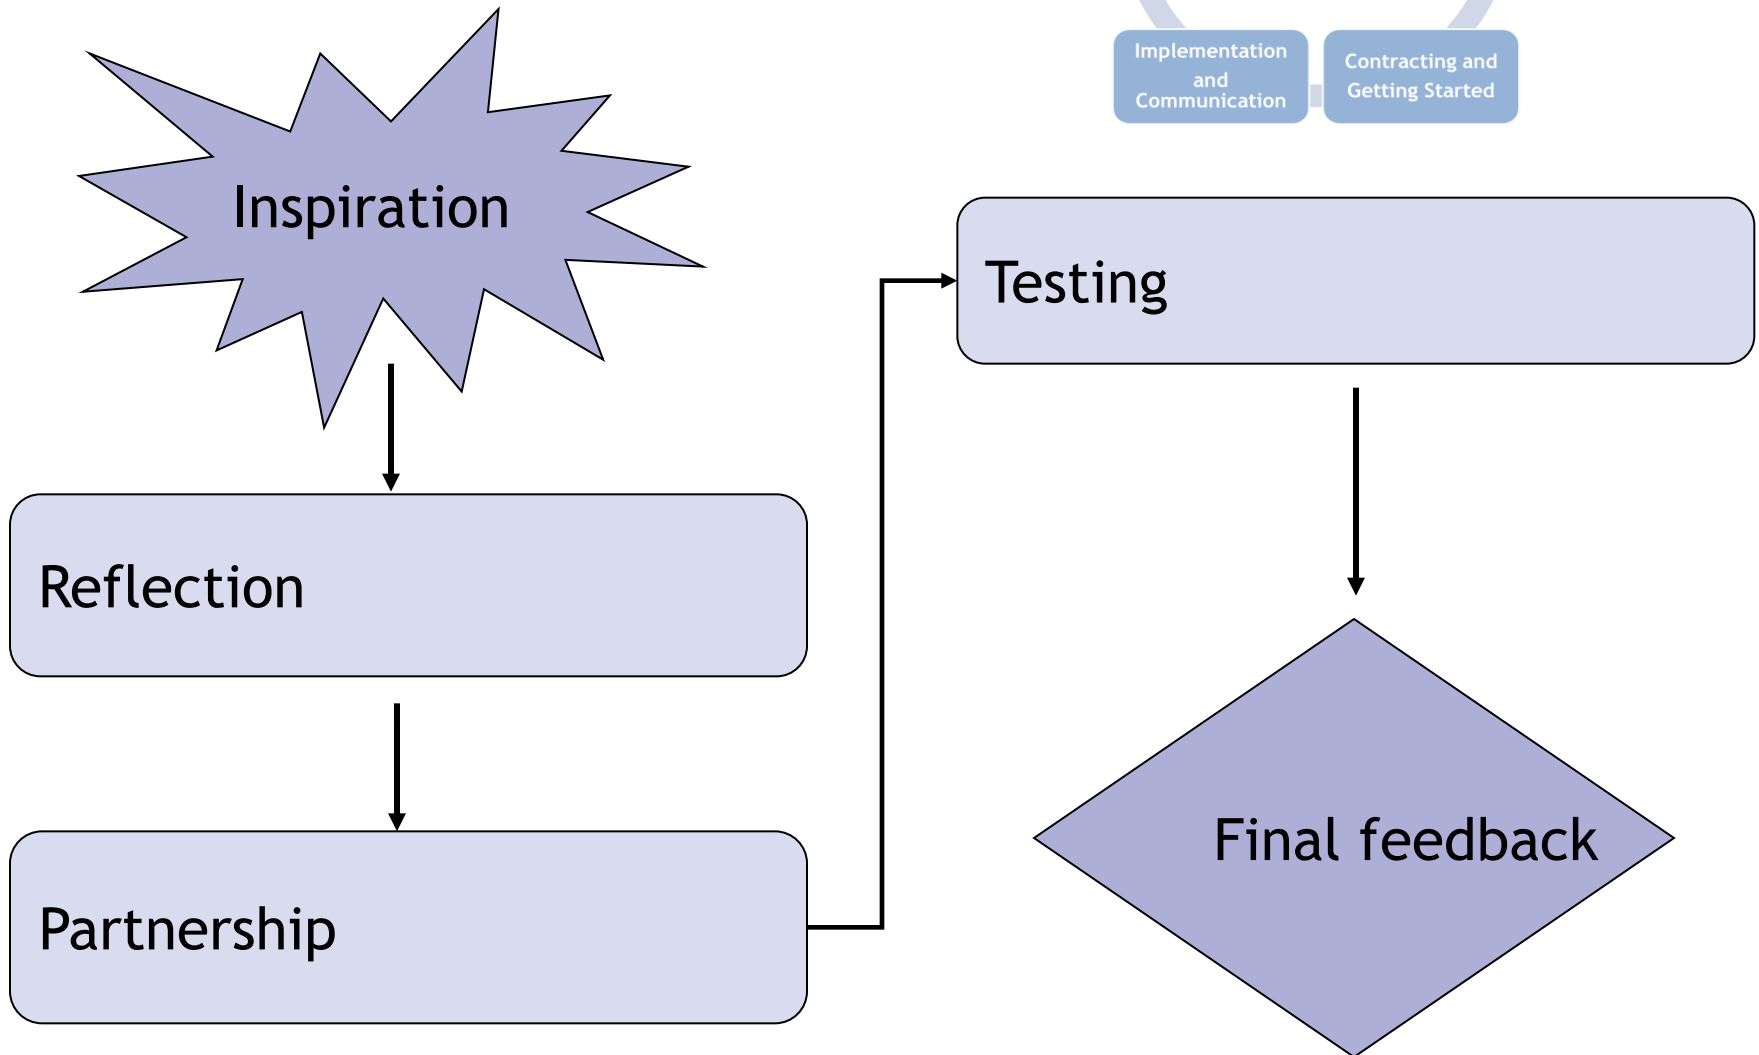 Implementation
and
Communication
Contracting and
Getting Started
Inspiration
Reflection
Partnership
Testing
Final feedback